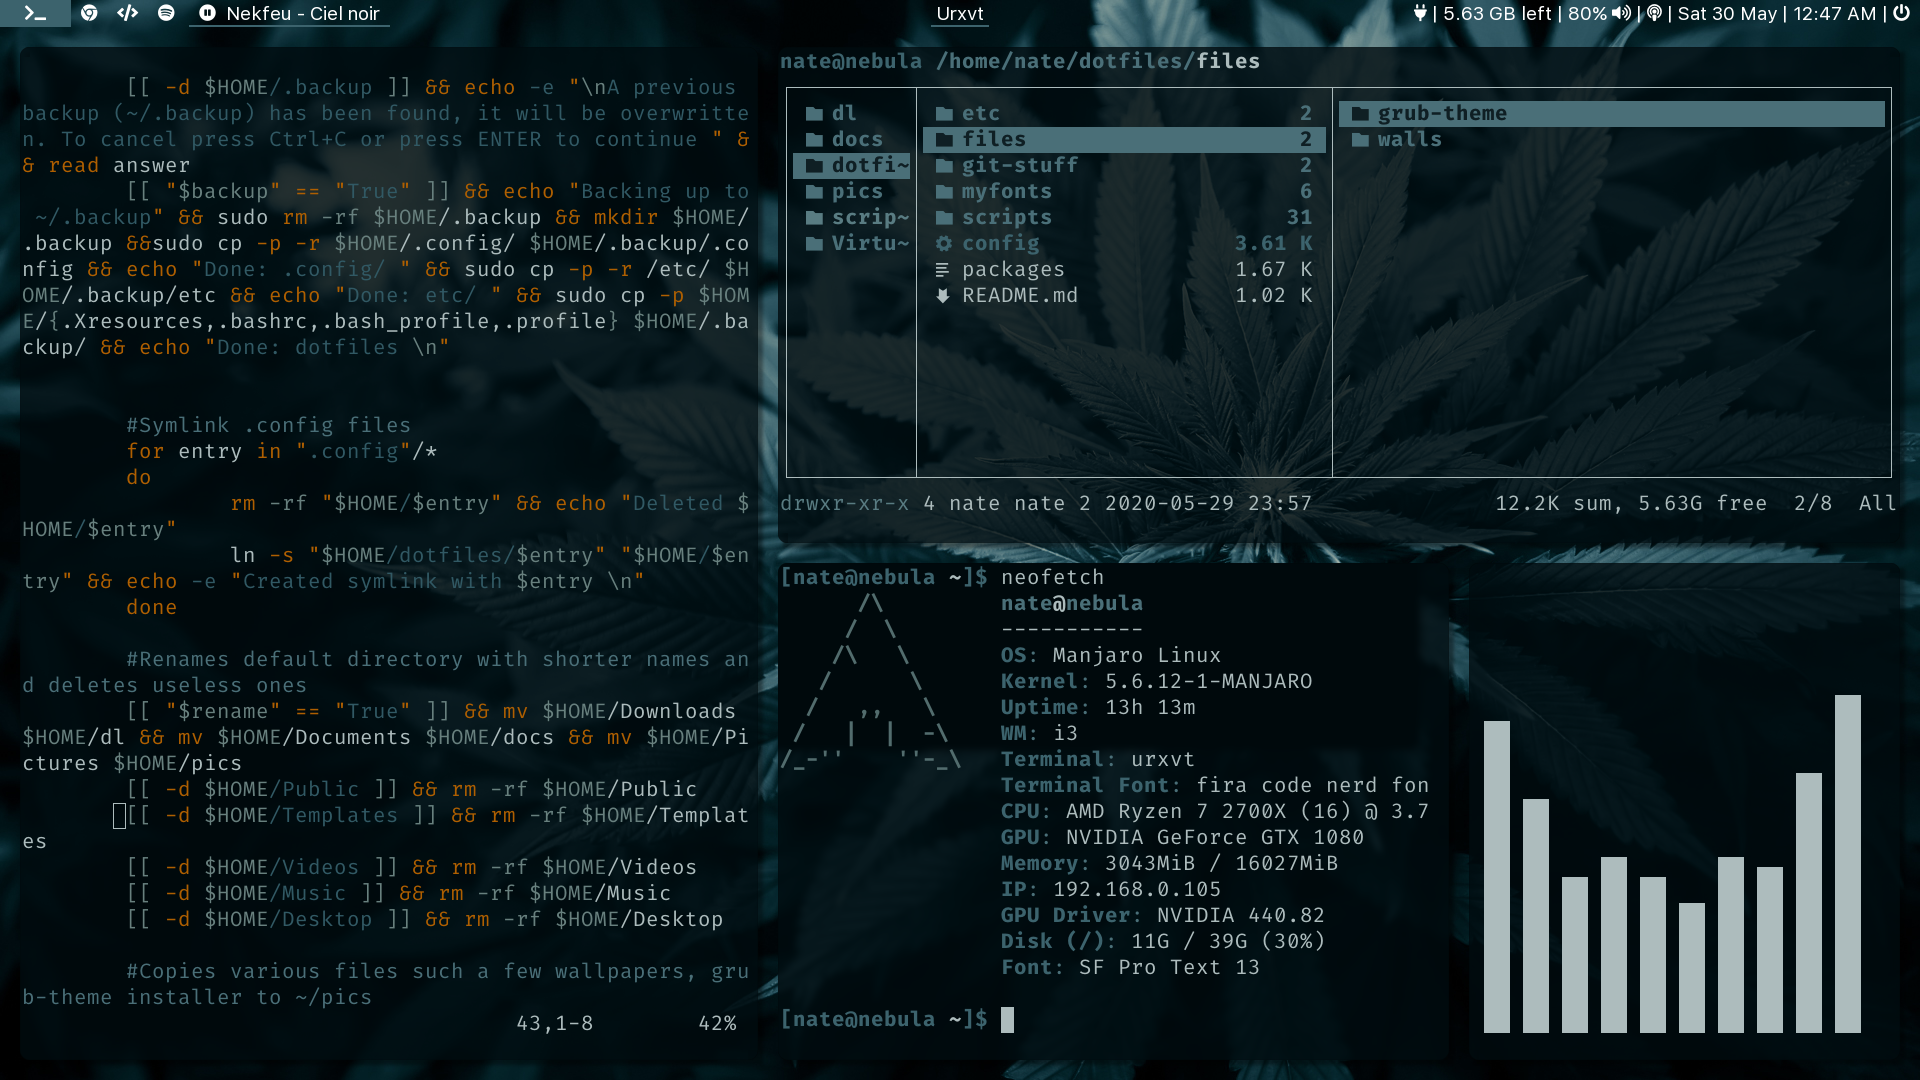 Nekfeu - Ciel noir
Urxvt
| 5.63 GB left | 80% | | Sat 30 May | 12:47 AM |
[[ -d $HOME/.backup ]] && echo -e "\nA previous
backup (~/.backup) has been found, it will be overwritte
n. To cancel press Ctrl+C or press ENTER to continue " &
& read answer
[[ "$backup" == "True" ]] && echo "Backing up to
~/.backup" && sudo rm -rf $HOME/.backup && mkdir $HOME/
.backup &&sudo cp -p -r $HOME/.config/ $HOME/.backup/.co
nfig && echo "Done: .config/ " && sudo cp -p -r /etc/ $H
OME/.backup/etc && echo "Done: etc/ " && sudo cp -p $HOM
E/{.Xresources,.bashrc,.bash_profile,.profile} $HOME/.ba
ckup/ && echo "Done: dotfiles \n"
#Symlink .config files
for entry in ".config"/*
do
rm -rf "$HOME/$entry" && echo "Deleted $
HOME/$entry"
ln -s "$HOME/dotfiles/$entry" "$HOME/$en
try" && echo -e "Created symlink with $entry \n"
done
#Renames default directory with shorter names an
d deletes useless ones
[[ "$rename" == "True" ]] && mv $HOME/Downloads
$HOME/dl && mv $HOME/Documents $HOME/docs && mv $HOME/Pi
ctures $HOME/pics
[[ -d $HOME/Public ]] && rm -rf $HOME/Public
[[ -d $HOME/Templates ]] && rm -rf $HOME/Templat
es
[[ -d $HOME/Videos ]] && rm -rf $HOME/Videos
[[ -d $HOME/Music ]] && rm -rf $HOME/Music
[[ -d $HOME/Desktop ]] && rm -rf $HOME/Desktop
#Copies various files such a few wallpapers, gru
b-theme installer to ~/pics
43,1-8 42%
nate@nebula /home/nate/dotfiles/files
dl
docs
dotfi~
pics
scrip~
Virtu~
etc 2
files 2
git-stuff 2
myfonts 6
scripts 31
config 3.61 K
packages 1.67 K
README.md 1.02 K
grub-theme
walls
drwxr-xr-x 4 nate nate 2 2020-05-29 23:57 12.2K sum, 5.63G free 2/8 All
[nate@nebula ~]$ neofetch
nate@nebula
-----------
OS: Manjaro Linux
Kernel: 5.6.12-1-MANJARO
Uptime: 13h 13m
WM: i3
Terminal: urxvt
Terminal Font: fira code nerd fon
CPU: AMD Ryzen 7 2700X (16) @ 3.7
GPU: NVIDIA GeForce GTX 1080
Memory: 3043MiB / 16027MiB
IP: 192.168.0.105
GPU Driver: NVIDIA 440.82
Disk (/): 11G / 39G (30%)
Font: SF Pro Text 13
[nate@nebula ~]$